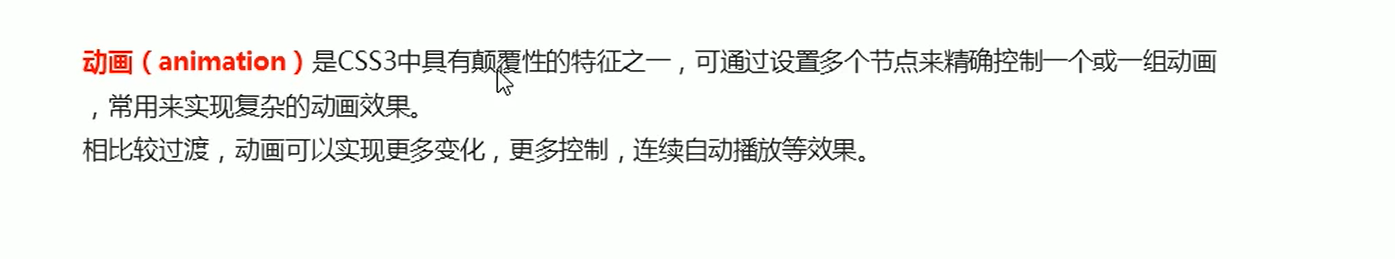 动画（animation）是CSS3中具有颠覆性的特征之一，可通过设置多个节点来精确控制一个或一组动画
，常用来实现复杂的动画效果。
相比较过渡，动画可以实现更多变化，更多控制，连续自动播放等效果。